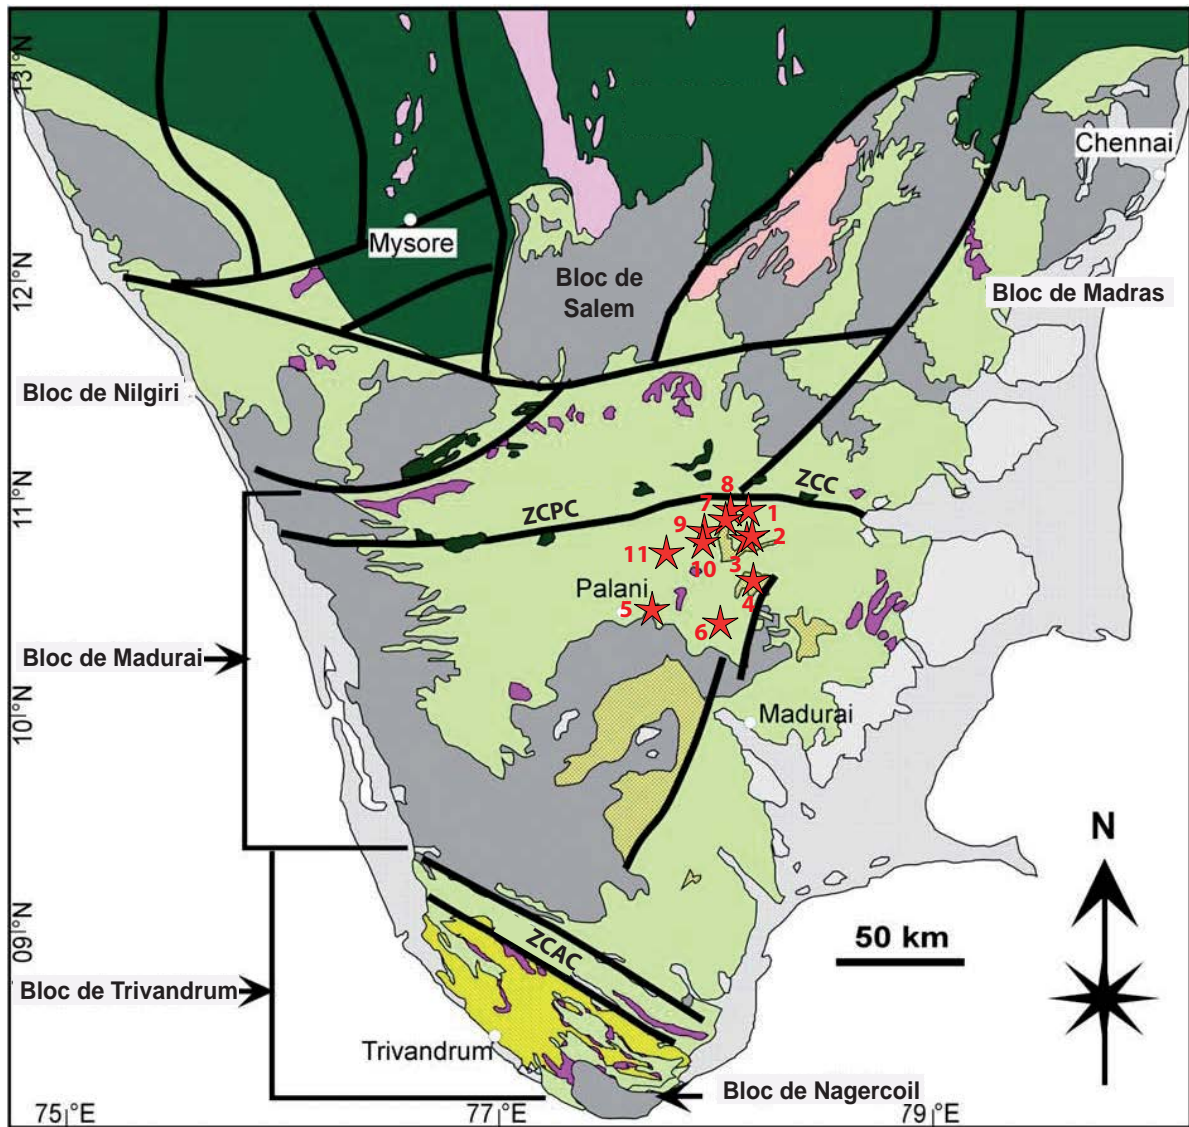 13|°N
Chennai
Mysore
12|°N
Bloc de
Salem
Bloc de Madras
Bloc de Nilgiri
11|°N
ZCPC
ZCC
8
7
1
9
2
11
10
3
Palani
5
4
6
Bloc de Madurai
10|°N
Madurai
N
09|°N
50 km
ZCAC
Bloc de Trivandrum
Trivandrum
Bloc de Nagercoil
75|°E
77|°E
79|°E